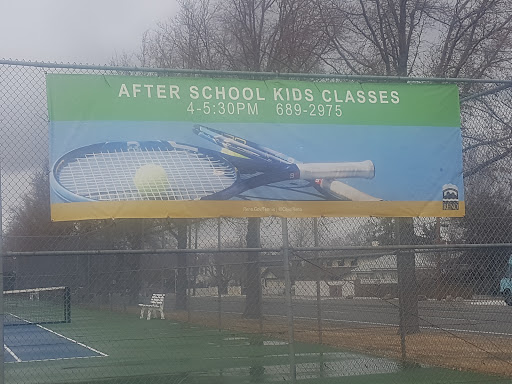 AFTER SCHOOL KIDS CLASSES
4-5:30PM 689-2975